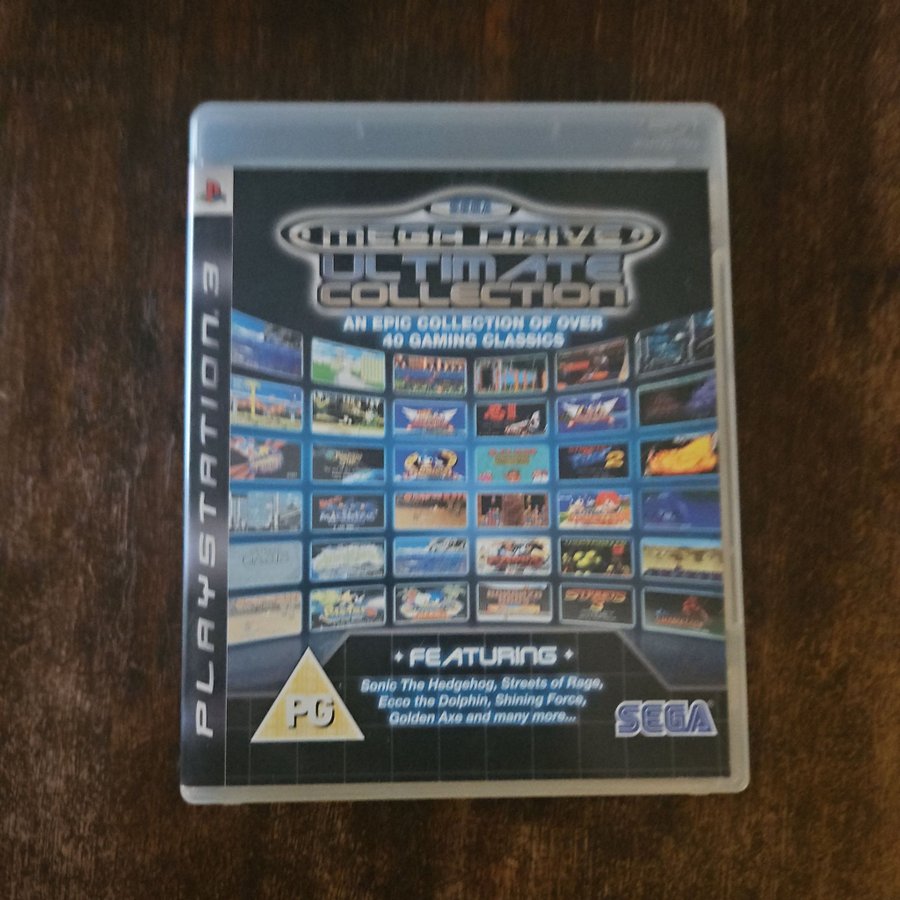 SEGA
MEGA DRIVE
ULTIMATE
COLLECTION
AN EPIC COLLECTION OF OVER
40 GAMING CLASSICS
PLAYSTATION 3
FEATURING
Sonic The Hedgehog, Streets of Rage,
Ecco the Dolphin, Shining Force,
Golden Axe and many more...
PG
SEGA